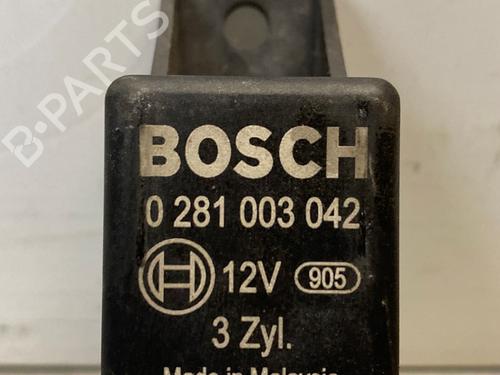 B-PARTS
BOSCH
0 281 003 042
12V 905
3 Zyl.
Made in Malaysia